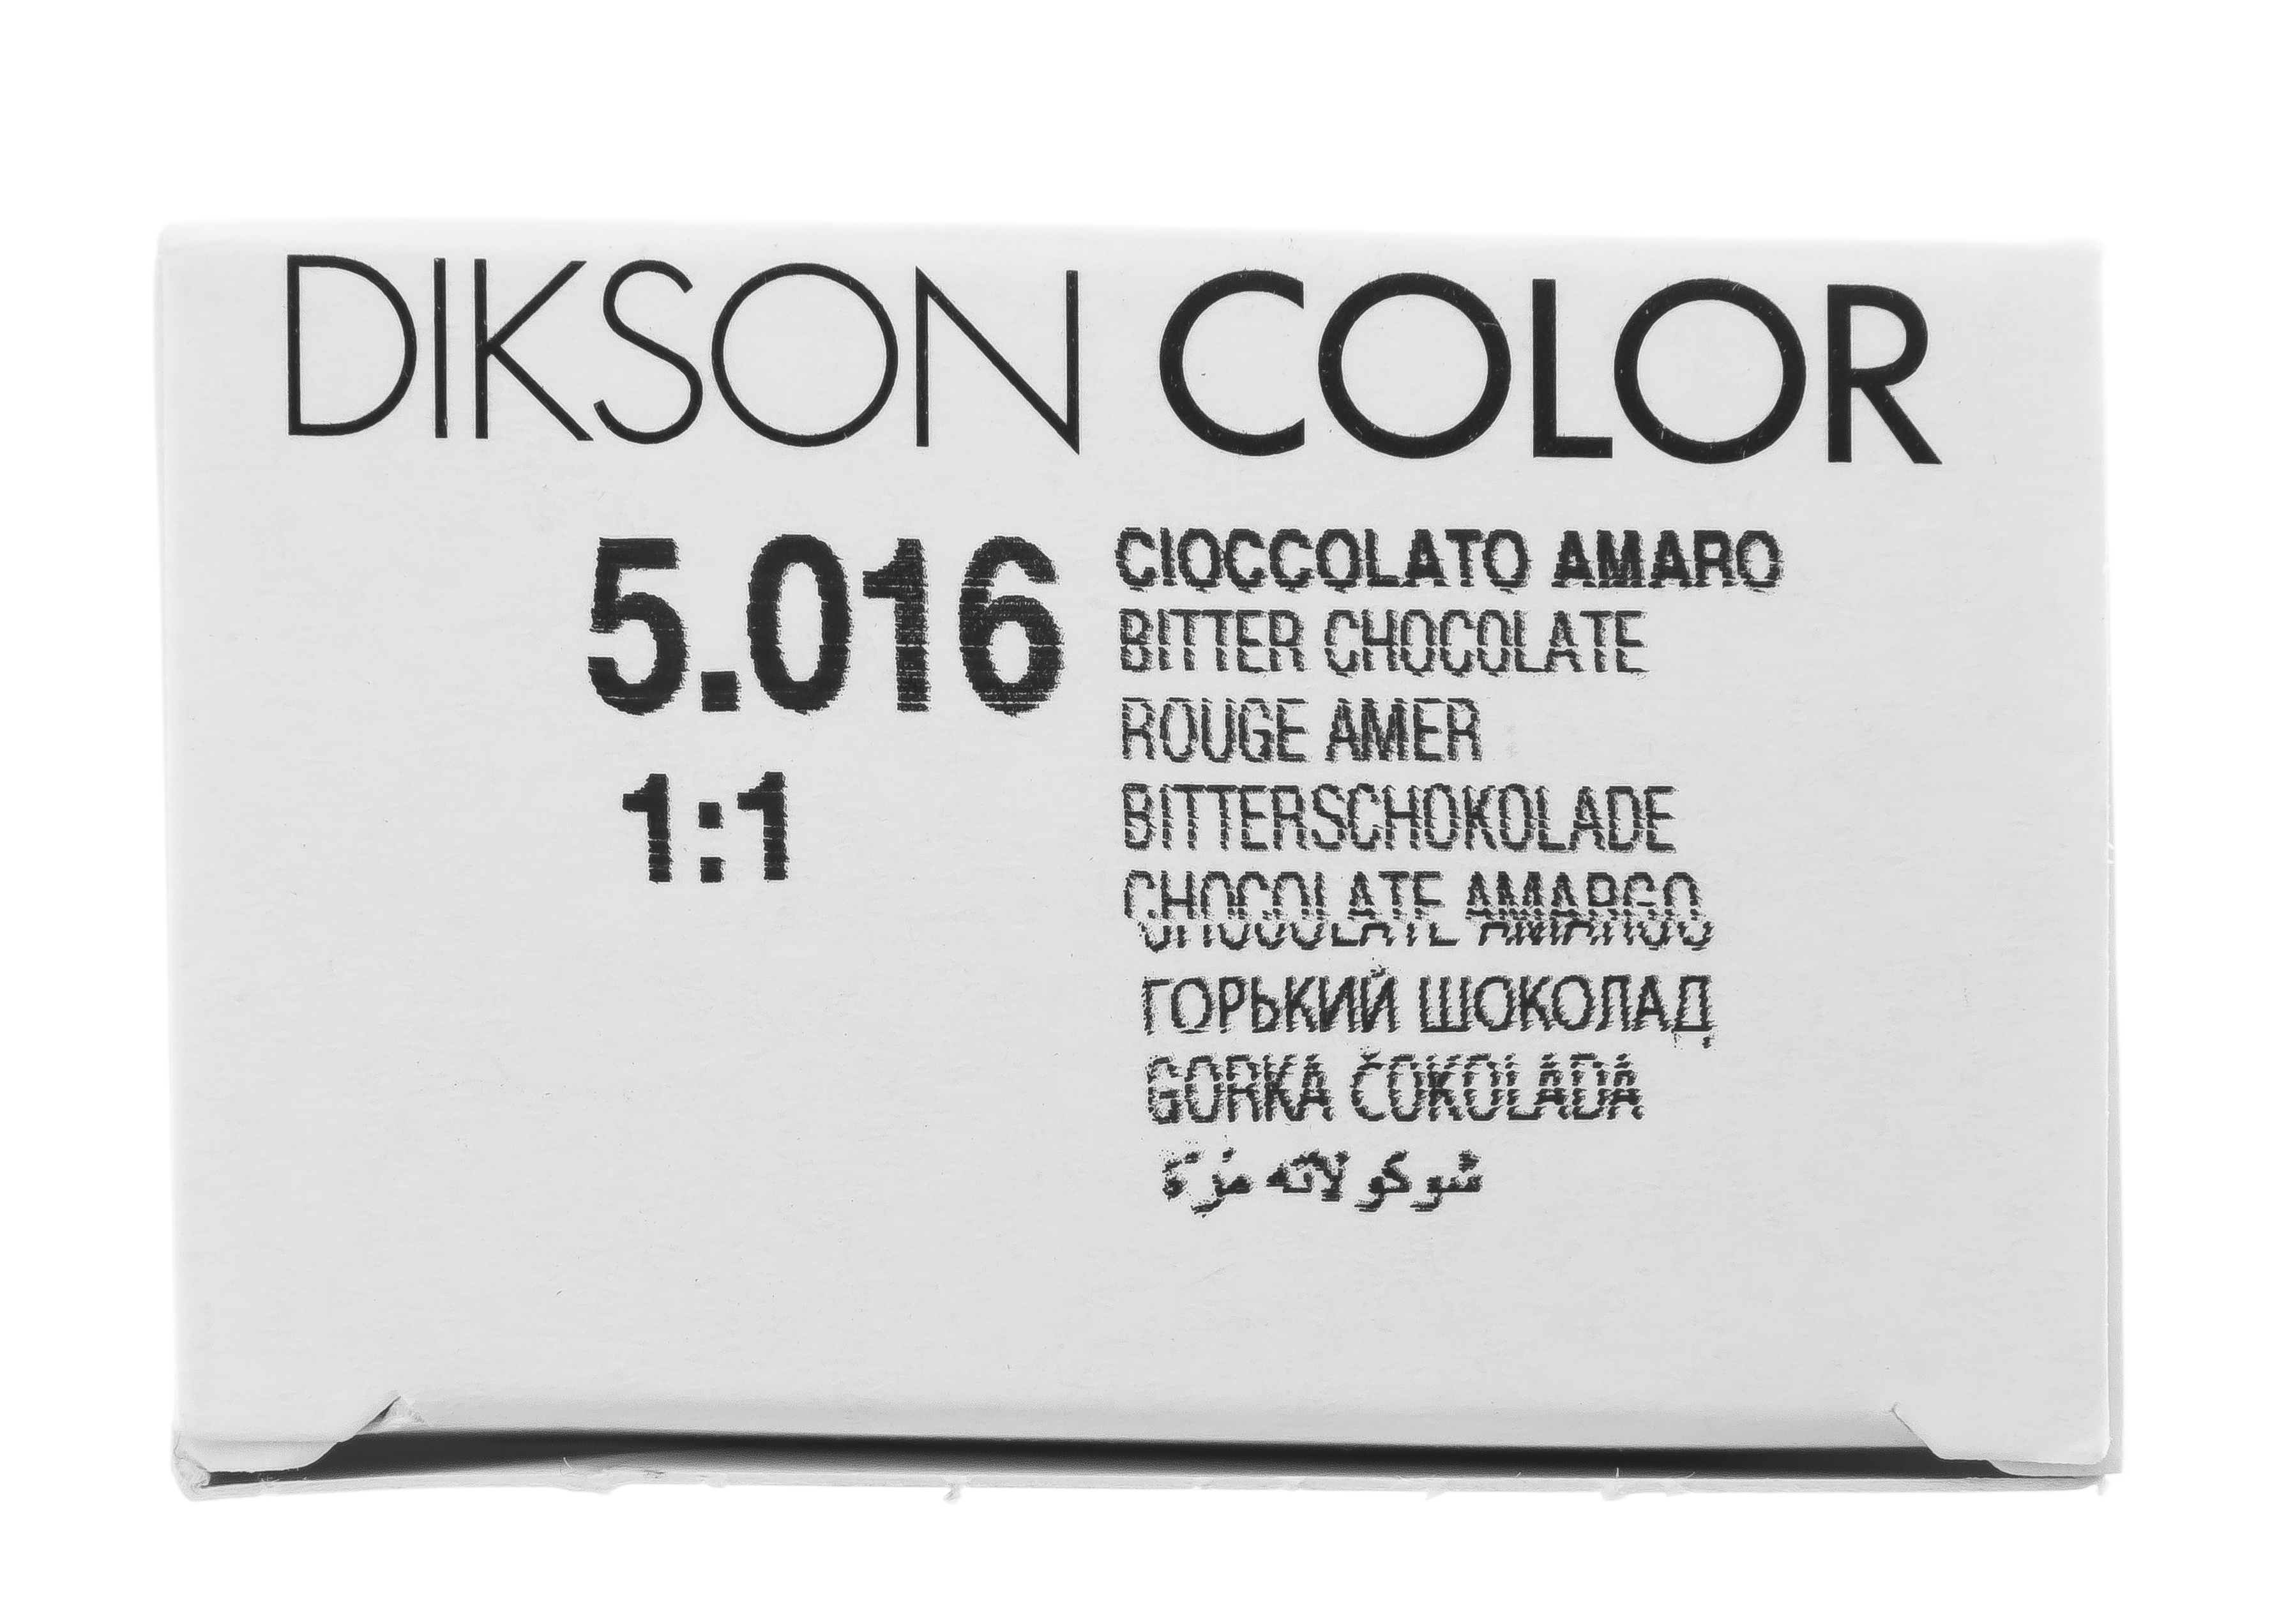 DIKSON COLOR
5.016
1:1
CIOCCOLATO AMARO
BITTER CHOCOLATE
ROUGE AMER
BITTERSCHOKOLADE
CHOCOLATE AMARGO
ГОРЬКИЙ ШОКОЛАД
GORKA ČOKOLADA
شوكولاته مرة